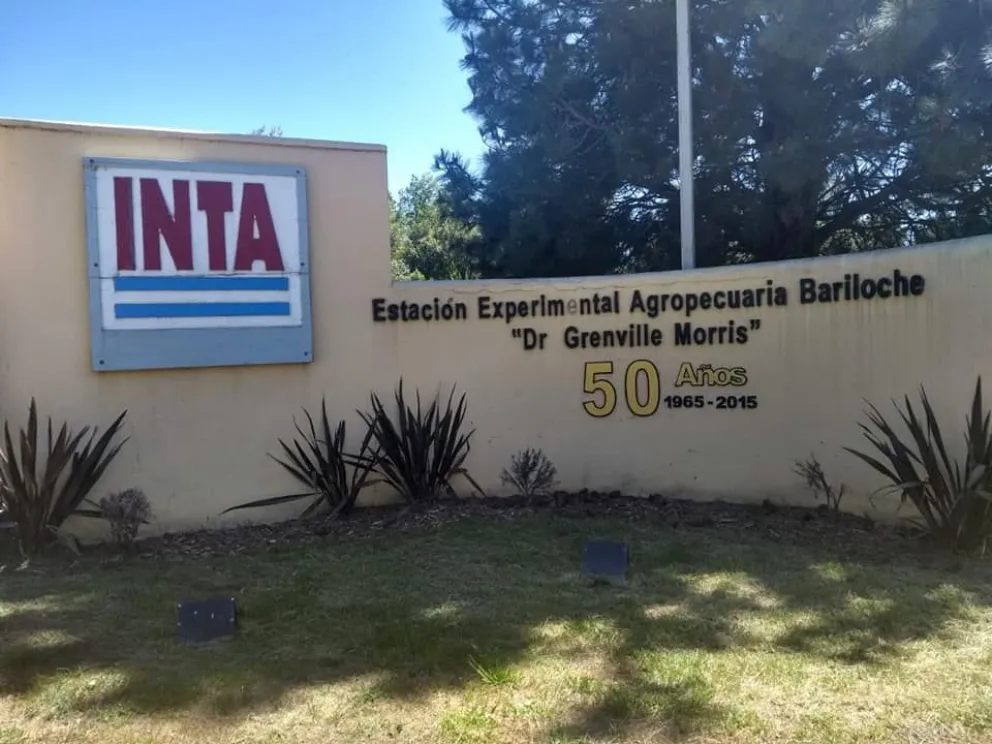 INTA
Estación Experimental Agropecuaria Bariloche
"Dr Grenville Morris"
50 Años
1965-2015